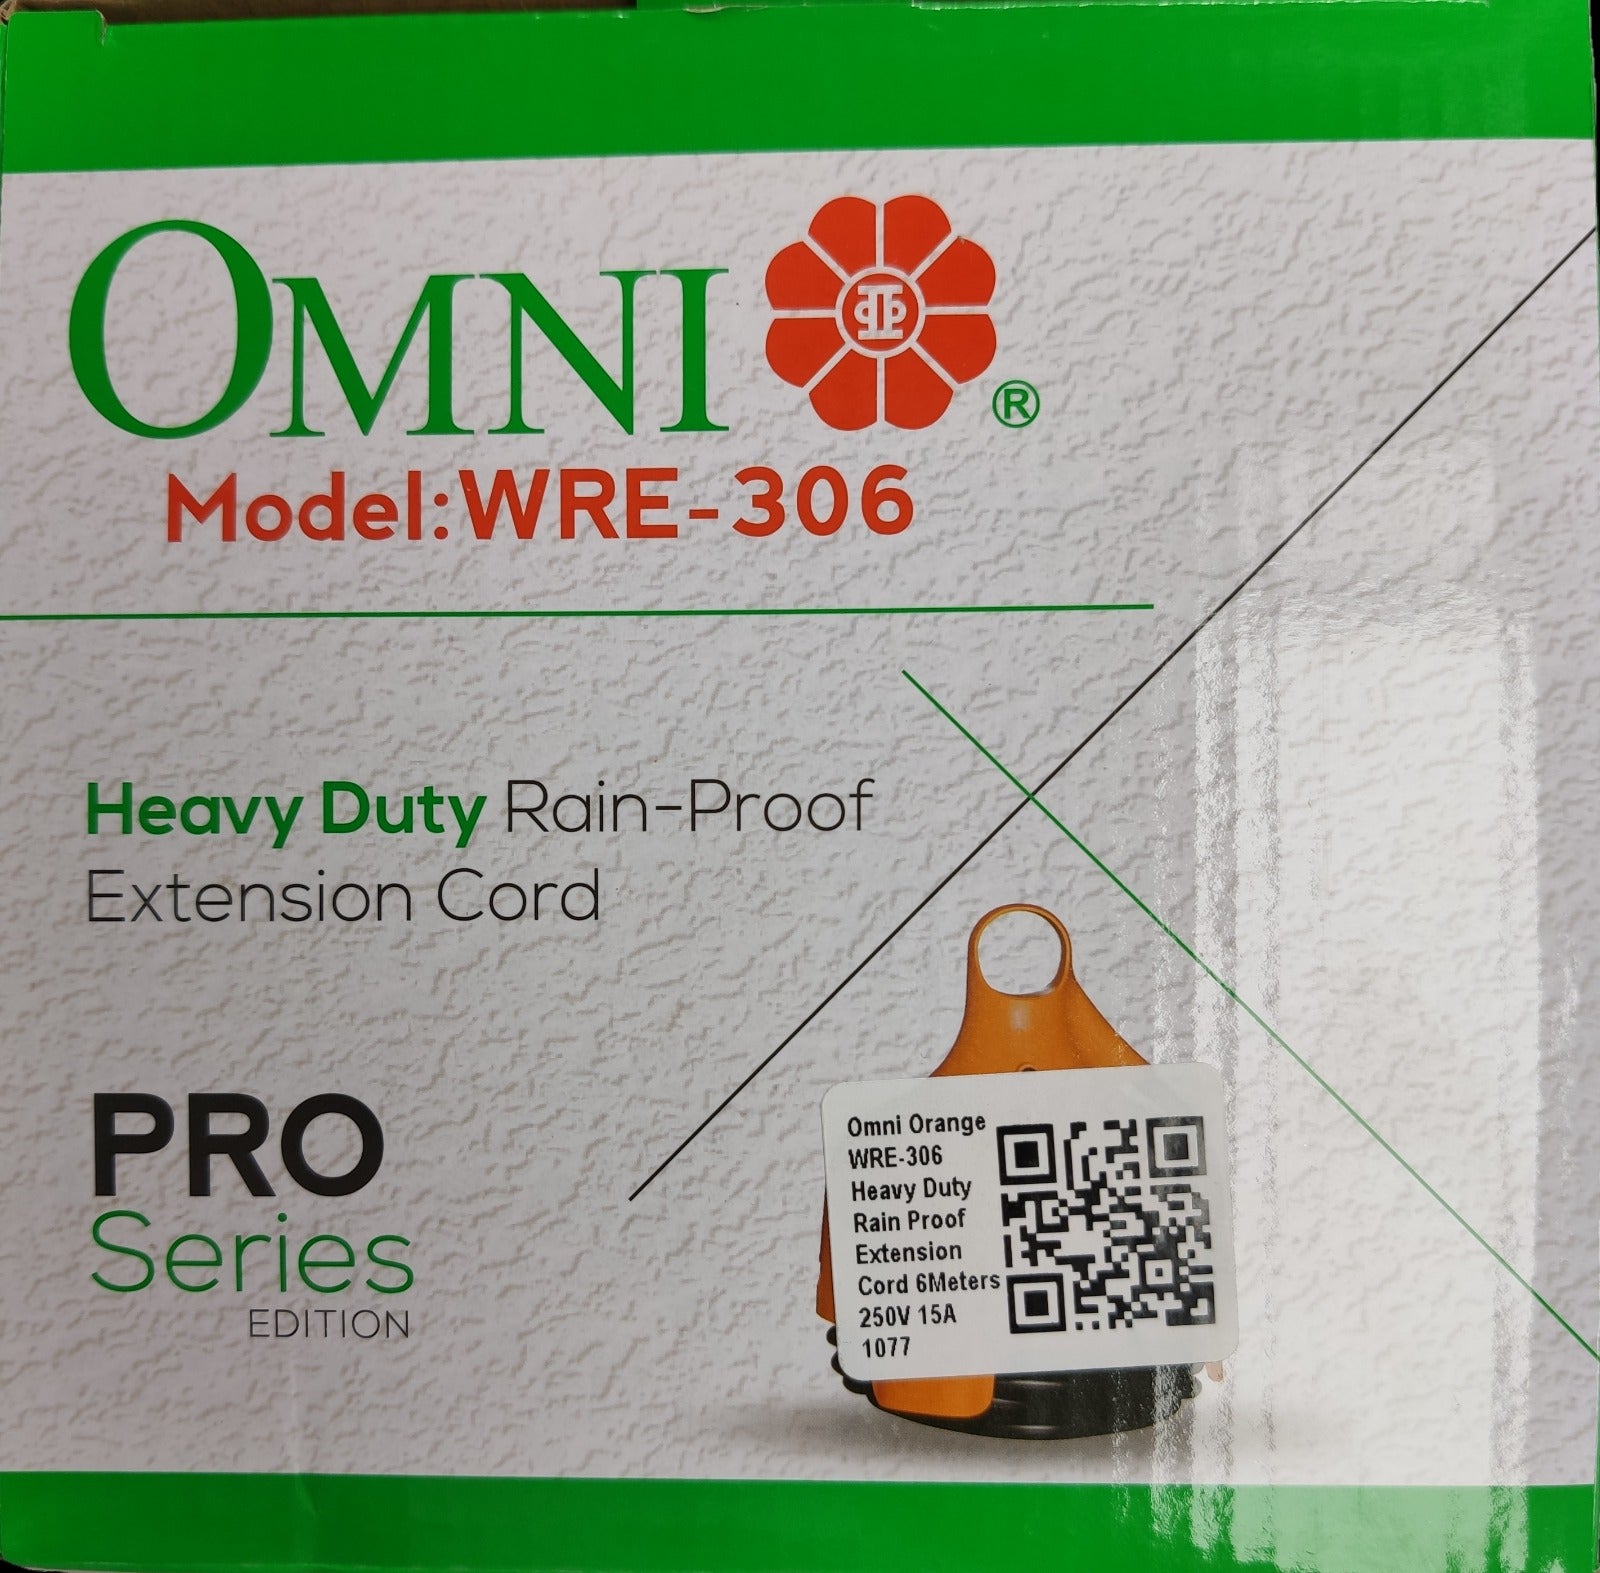 OMNI ®
Model:WRE-306
Heavy Duty Rain-Proof
Extension Cord
PRO
Series
EDITION
Omni Orange
WRE-306
Heavy Duty
Rain Proof
Extension
Cord 6Meters
250V 15A
1077